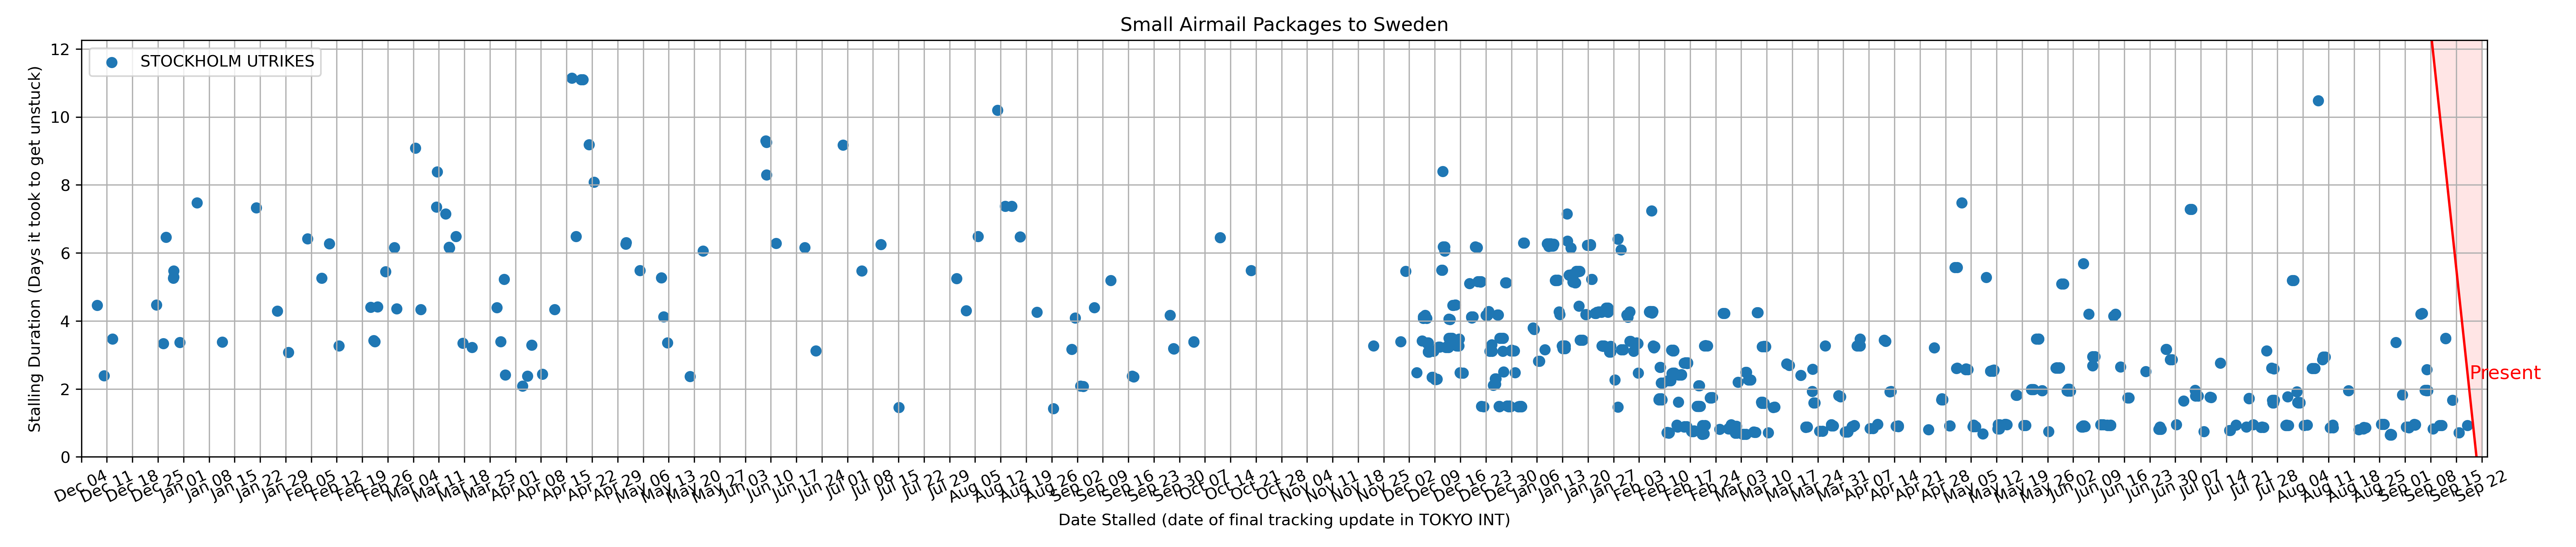 Small Airmail Packages to Sweden
STOCKHOLM UTRIKES
Stalling Duration (Days it took to get unstuck)
12
10
8
6
4
2
0
Present
Dec 04 Dec 11 Dec 18 Dec 25 Jan 01 Jan 08 Jan 15 Jan 22 Jan 29 Feb 05 Feb 12 Feb 19 Feb 26 Mar 04 Mar 11 Mar 18 Mar 25 Apr 01 Apr 08 Apr 15 Apr 22 Apr 29 May 06 May 13 May 20 May 27 Jun 03 Jun 10 Jun 17 Jun 24 Jul 01 Jul 08 Jul 15 Jul 22 Jul 29 Aug 05 Aug 12 Aug 19 Aug 26 Sep 02 Sep 09 Sep 16 Sep 23 Sep 30 Oct 07 Oct 14 Oct 21 Oct 28 Nov 04 Nov 11 Nov 18 Nov 25 Dec 02 Dec 09 Dec 16 Dec 23 Dec 30 Jan 06 Jan 13 Jan 20 Jan 27 Feb 03 Feb 10 Feb 17 Feb 24 Mar 03 Mar 10 Mar 17 Mar 24 Mar 31 Apr 07 Apr 14 Apr 21 Apr 28 May 05 May 12 May 19 May 26 Jun 02 Jun 09 Jun 16 Jun 23 Jun 30 Jul 07 Jul 14 Jul 21 Jul 28 Aug 04 Aug 11 Aug 18 Aug 25 Sep 01 Sep 08 Sep 15 Sep 22
Date Stalled (date of final tracking update in TOKYO INT)